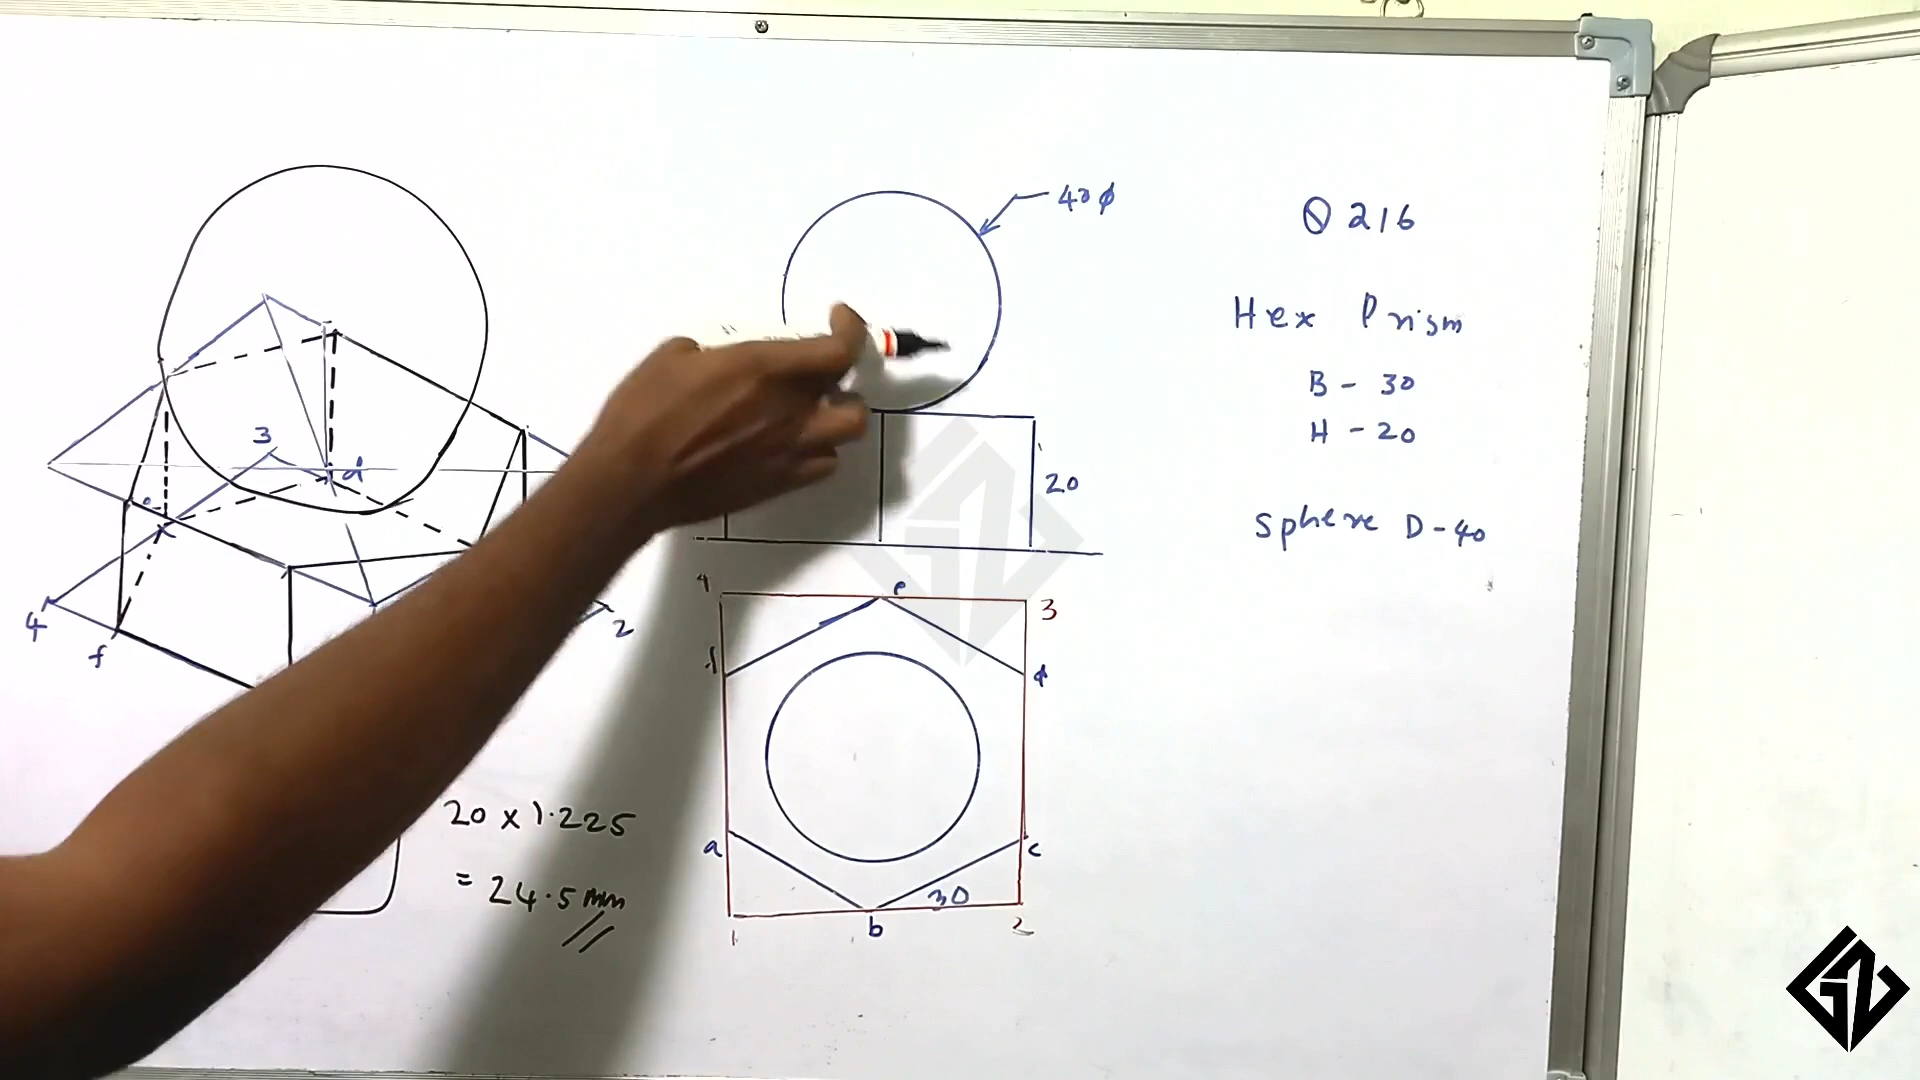 40 ϕ
Q 216
Hex Prism
B - 30
H - 20
Sphere D - 40
3
d
20
4
2
f
e
3
f
d
a
c
30
1
b
2
20 x 1.225
= 24.5 mm